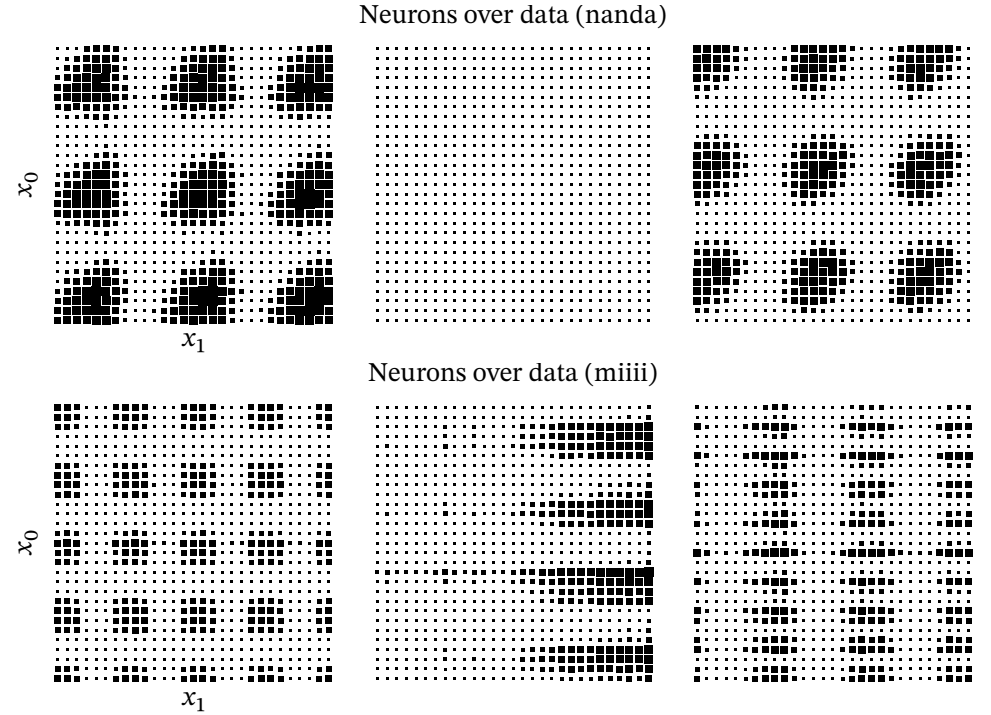 Neurons over data (nanda)
x₀
x₁
Neurons over data (miiii)
x₀
x₁